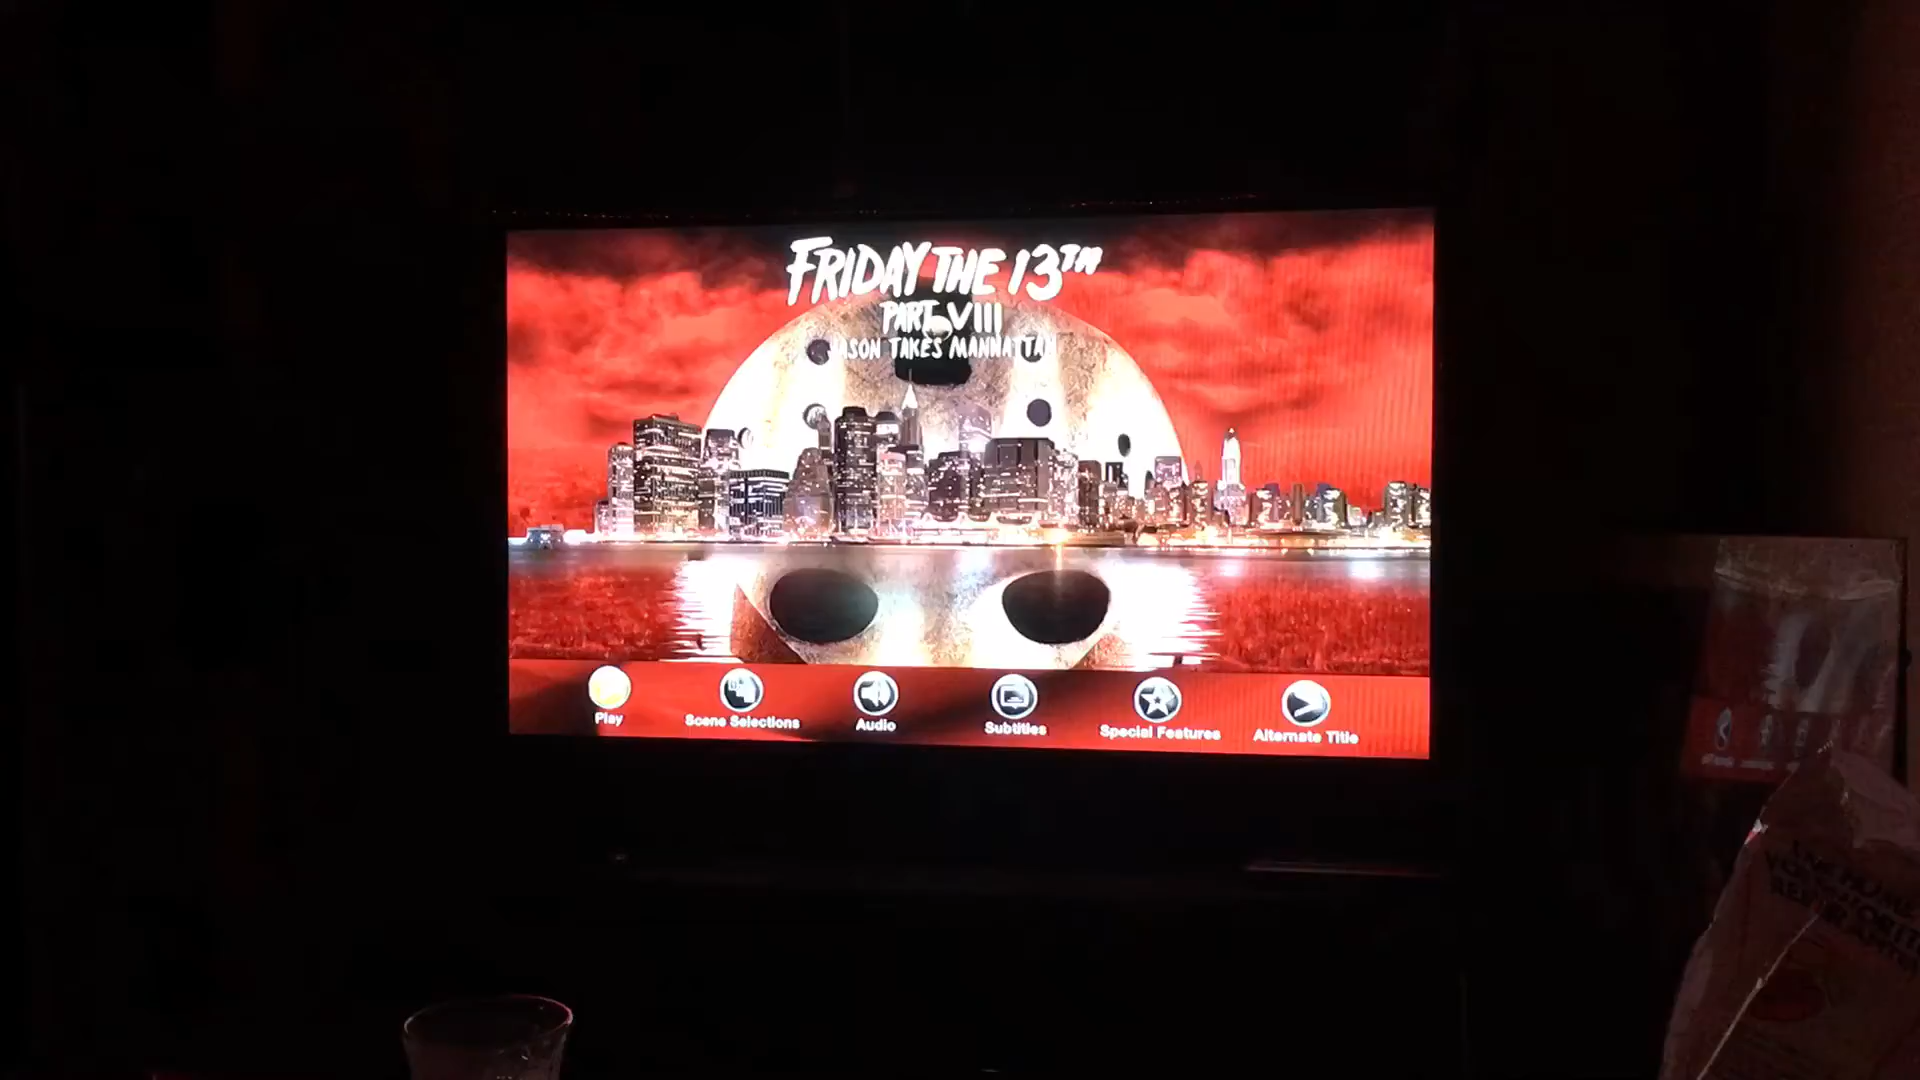 FRIDAY THE 13TH
PART VIII
JASON TAKES MANHATTAN
Play
Scene Selections
Audio
Subtitles
Special Features
Alternate Title